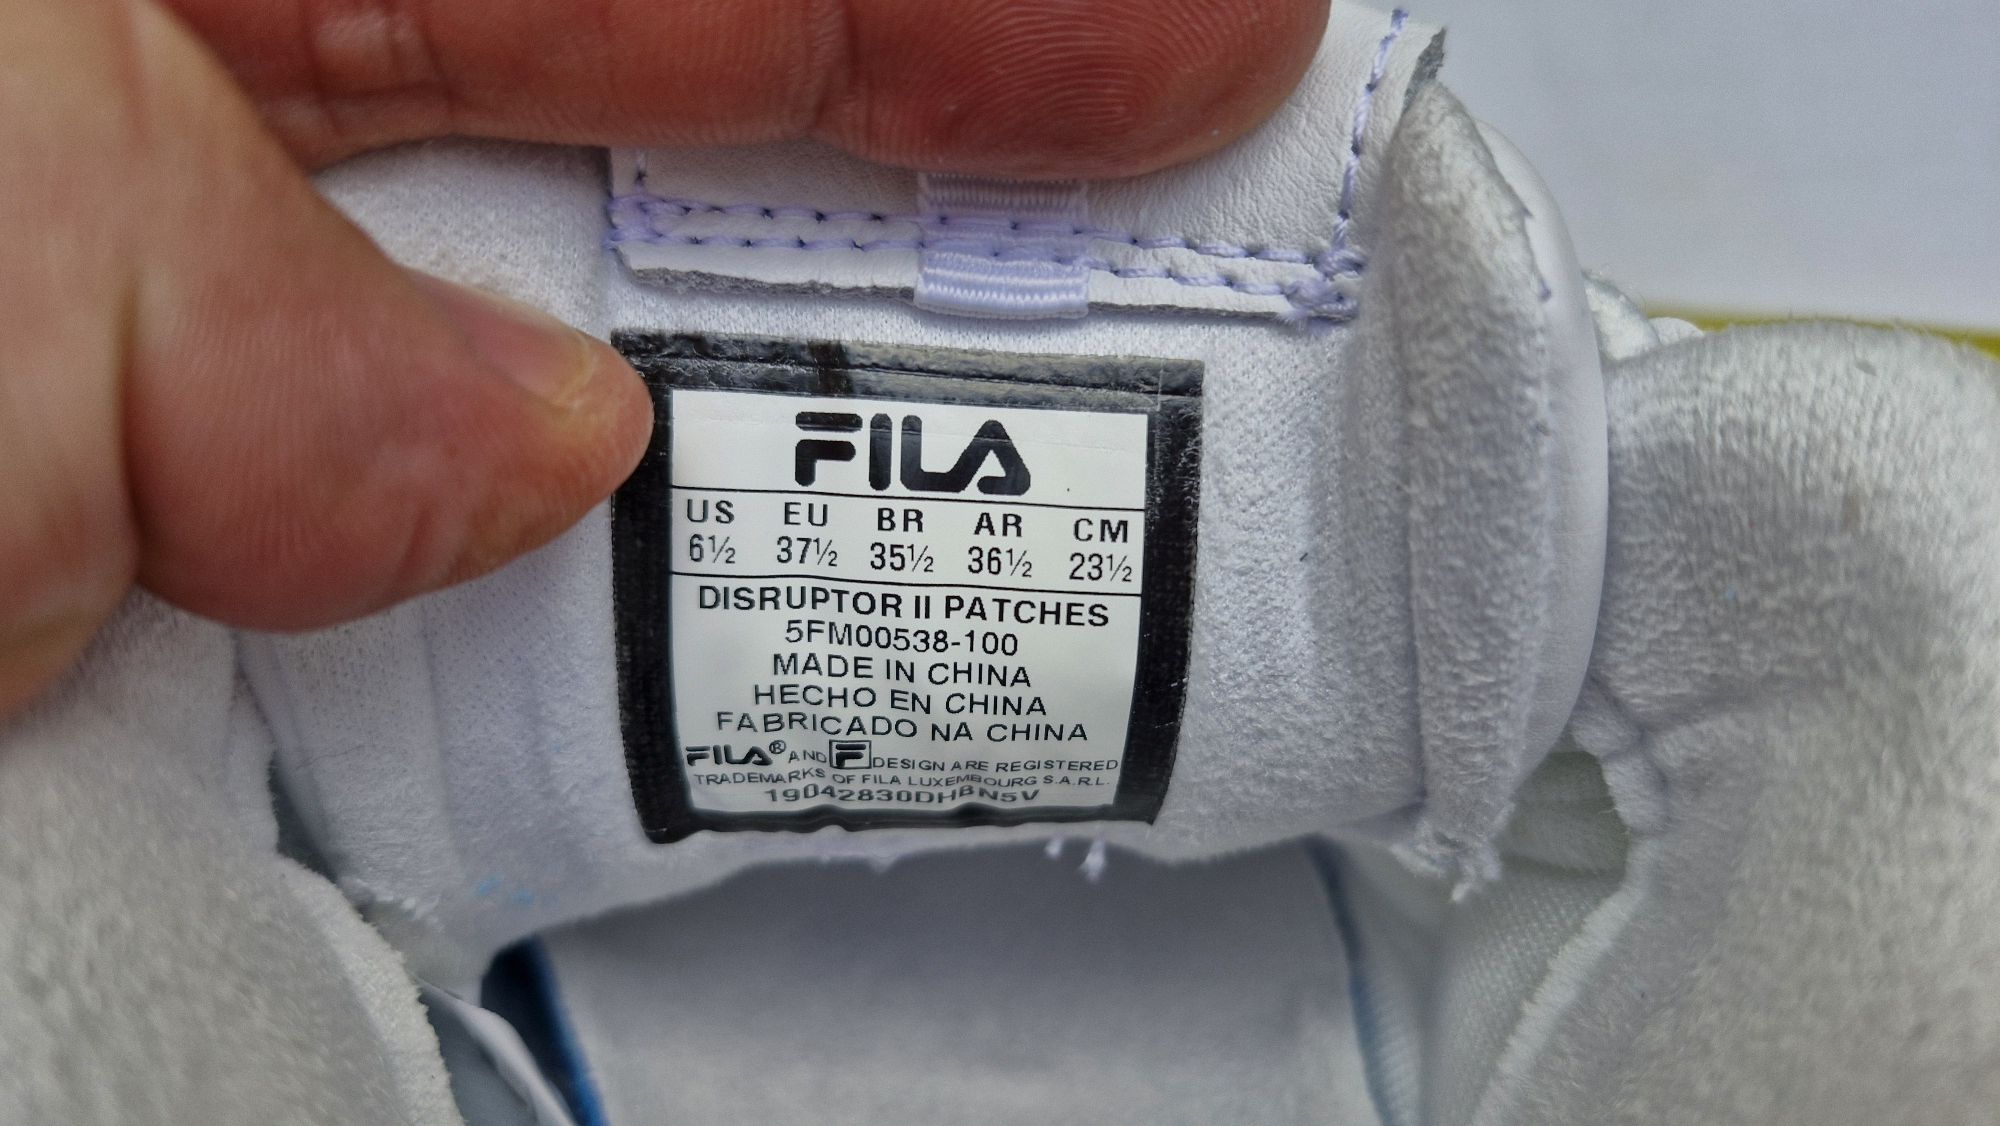 FILA
US EU BR AR CM
6½ 37½ 35½ 36½ 23½
DISRUPTOR II PATCHES
5FM00538-100
MADE IN CHINA
HECHO EN CHINA
FABRICADO NA CHINA
FILA® AND F DESIGN ARE REGISTERED
TRADEMARKS OF FILA LUXEMBOURG S.A.R.L.
19042830DHBN5V